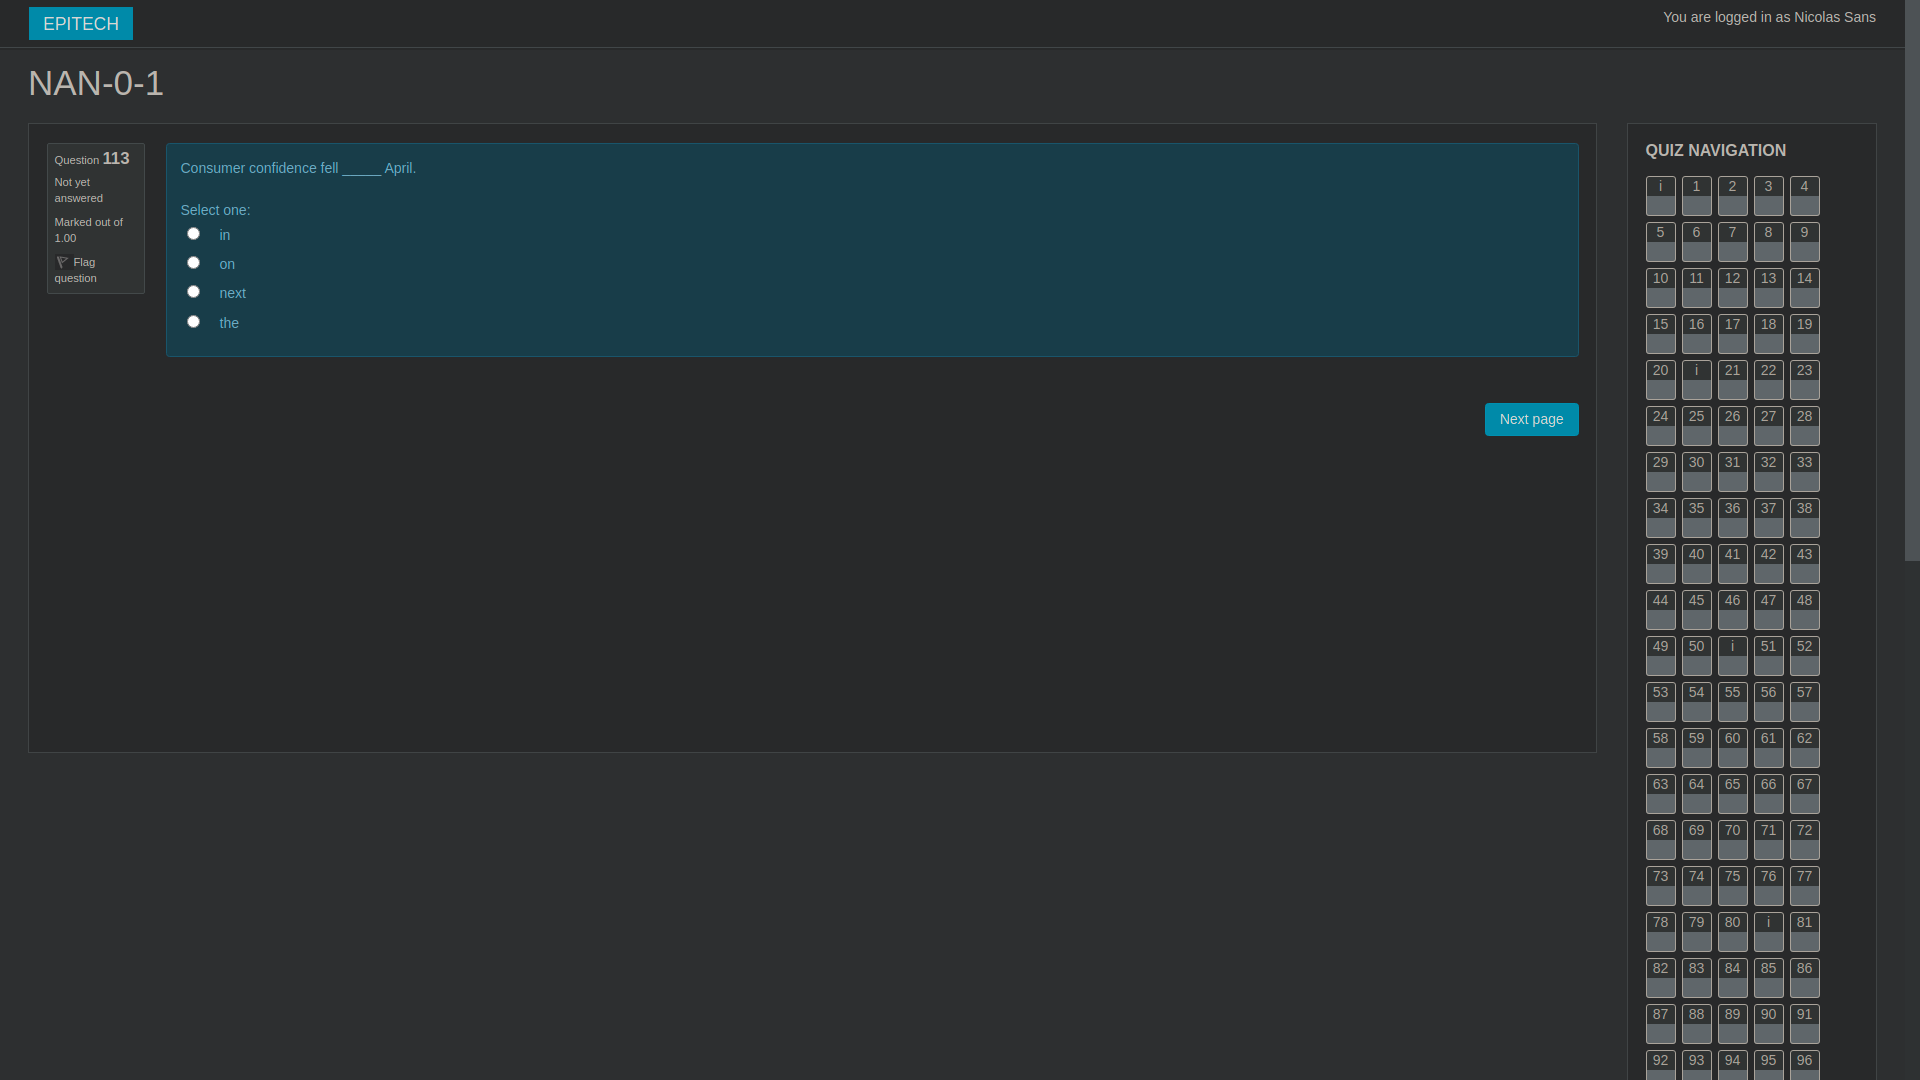 EPITECH
You are logged in as Nicolas Sans
NAN-0-1
Question 113
Not yet
answered
Marked out of
1.00
Flag
question
Consumer confidence fell _____ April.
Select one:
in
on
next
the
Next page
QUIZ NAVIGATION
i 1 2 3 4
5 6 7 8 9
10 11 12 13 14
15 16 17 18 19
20 i 21 22 23
24 25 26 27 28
29 30 31 32 33
34 35 36 37 38
39 40 41 42 43
44 45 46 47 48
49 50 i 51 52
53 54 55 56 57
58 59 60 61 62
63 64 65 66 67
68 69 70 71 72
73 74 75 76 77
78 79 80 i 81
82 83 84 85 86
87 88 89 90 91
92 93 94 95 96